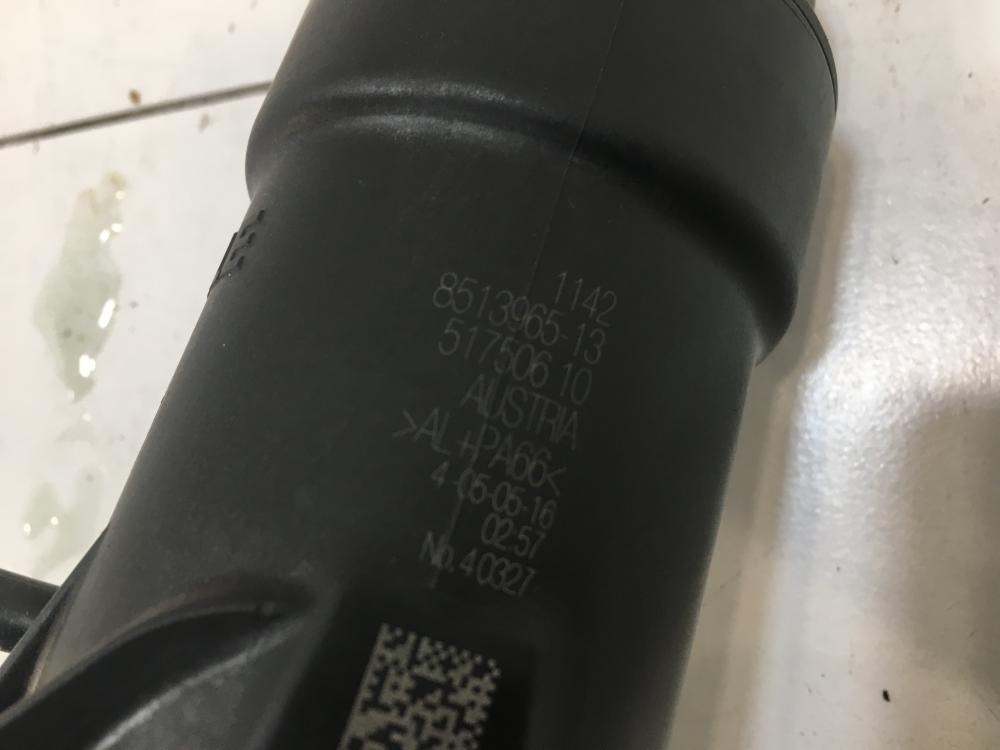 1142
8513965-13
517506 10
AUSTRIA
>AL+PA66<
4 -05-05-16
02:57
No. 40327